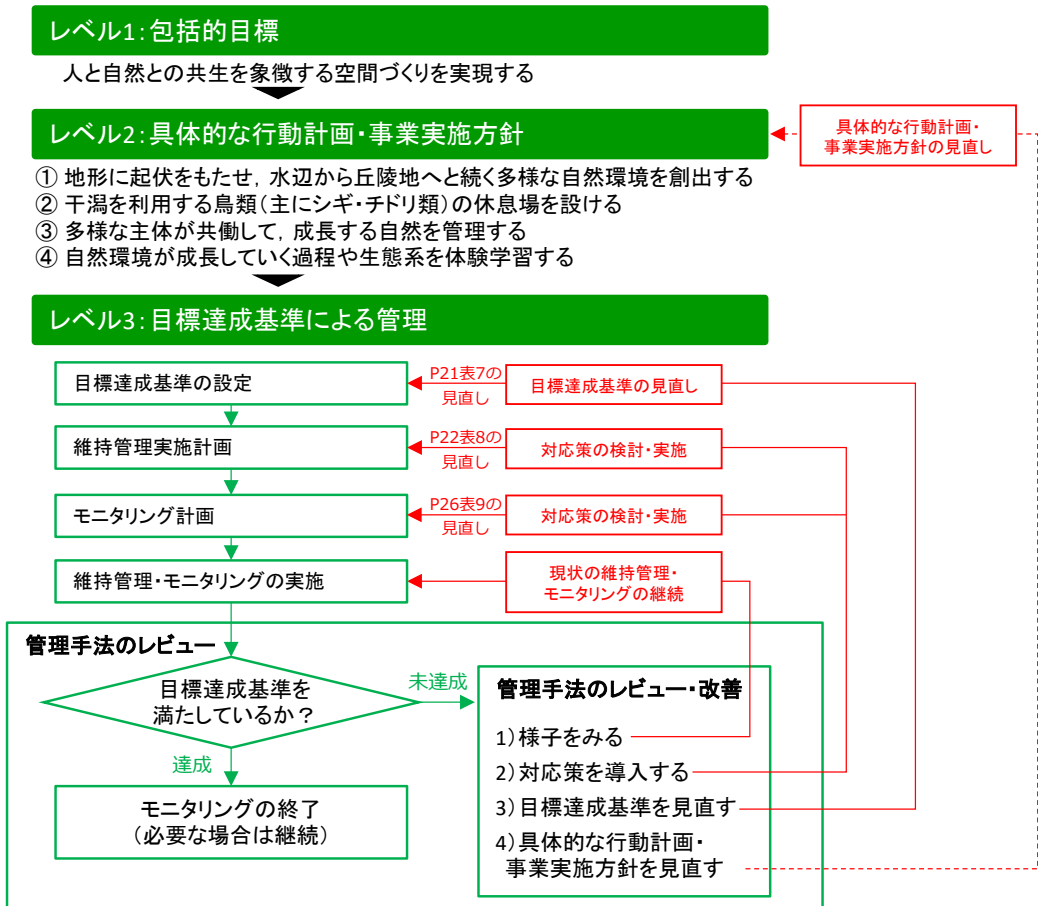 レベル1:包括的目標
人と自然との共生を象徴する空間づくりを実現する
レベル2:具体的な行動計画・事業実施方針
具体的な行動計画・
事業実施方針の見直し
① 地形に起伏をもたせ,水辺から丘陵地へと続く多様な自然環境を創出する
② 干潟を利用する鳥類(主にシギ・チドリ類)の休息場を設ける
③ 多様な主体が共働して,成長する自然を管理する
④ 自然環境が成長していく過程や生態系を体験学習する
レベル3:目標達成基準による管理
目標達成基準の設定
P21表7の
見直し
目標達成基準の見直し
維持管理実施計画
P22表8の
見直し
対応策の検討・実施
モニタリング計画
P26表9の
見直し
対応策の検討・実施
維持管理・モニタリングの実施
現状の維持管理・
モニタリングの継続
管理手法のレビュー
目標達成基準を
満たしているか?
未達成
達成
モニタリングの終了
(必要な場合は継続)
管理手法のレビュー・改善
1)様子をみる
2)対応策を導入する
3)目標達成基準を見直す
4)具体的な行動計画・
事業実施方針を見直す